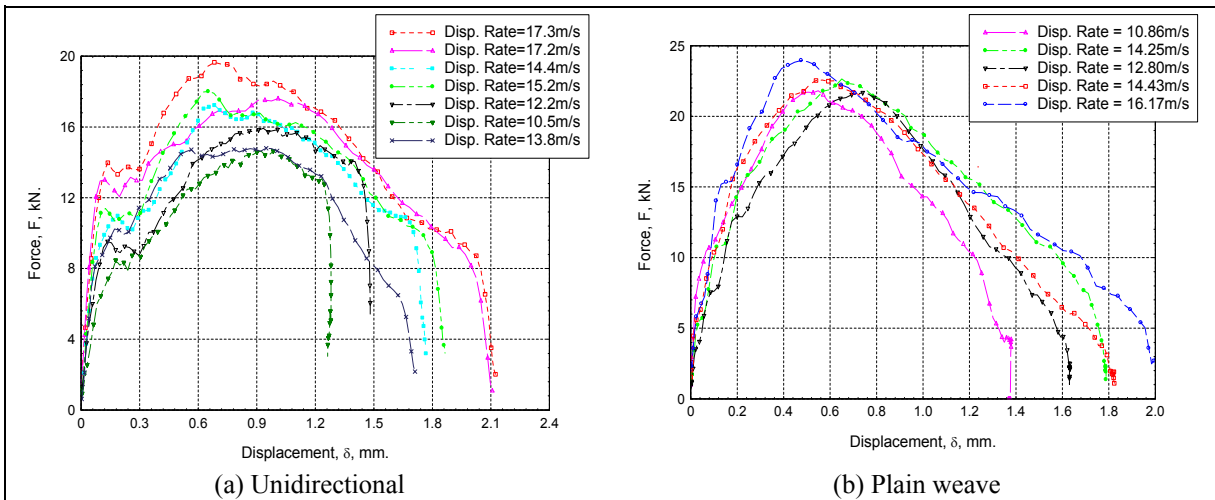 Disp. Rate=17.3m/s
Disp. Rate=17.2m/s
Disp. Rate=14.4m/s
Disp. Rate=15.2m/s
Disp. Rate=12.2m/s
Disp. Rate=10.5m/s
Disp. Rate=13.8m/s
20
16
12
8
4
0
Force, F, kN.
0 0.3 0.6 0.9 1.2 1.5 1.8 2.1 2.4
Displacement, δ, mm.
(a) Unidirectional
Disp. Rate = 10.86m/s
Disp. Rate = 14.25m/s
Disp. Rate = 12.80m/s
Disp. Rate = 14.43m/s
Disp. Rate = 16.17m/s
25
20
15
10
5
0
Force, F, kN.
0.0 0.2 0.4 0.6 0.8 1.0 1.2 1.4 1.6 1.8 2.0
Displacement, δ, mm.
(b) Plain weave